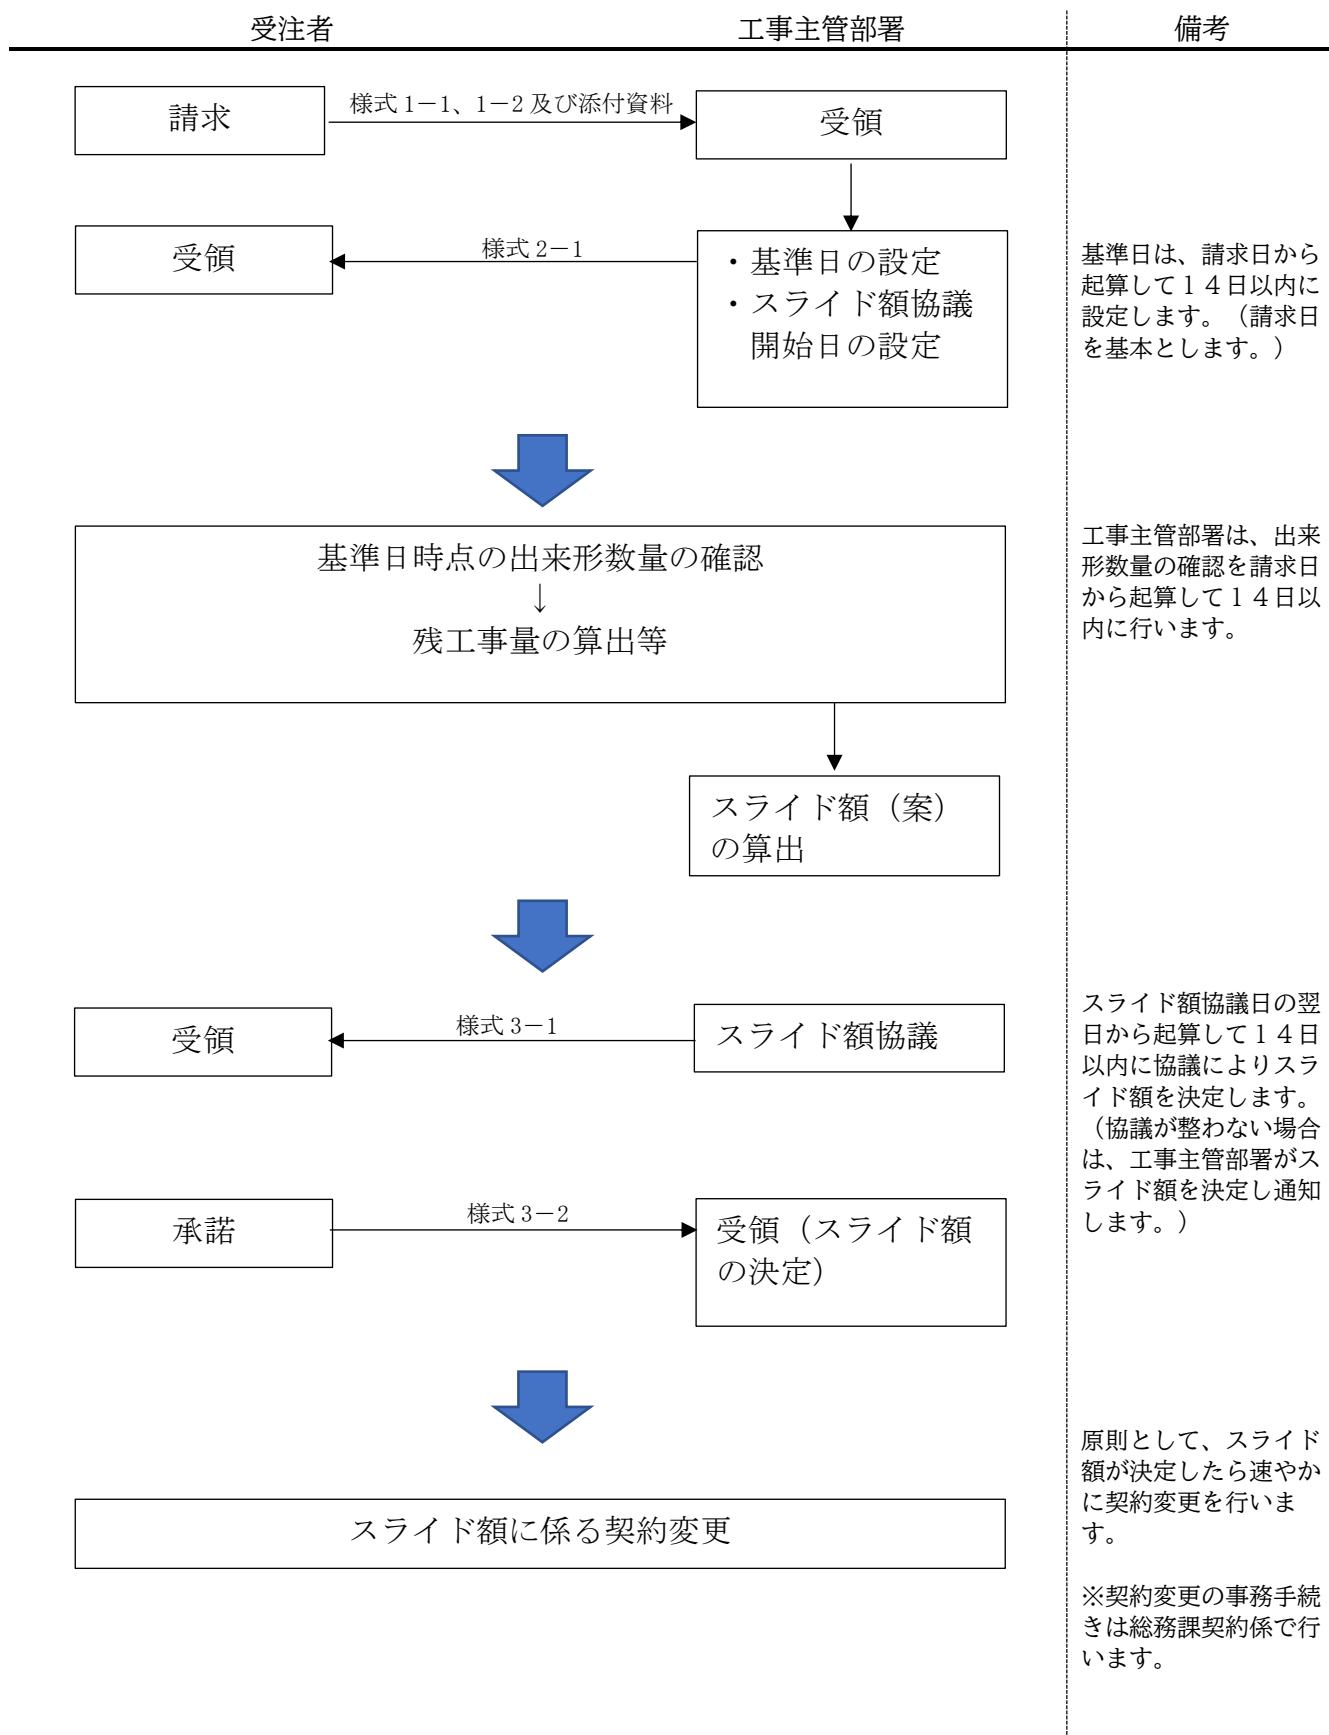 受注者
工事主管部署
備考
請求
様式 1－1、1－2 及び添付資料
受領
受領
様式 2－1
・基準日の設定
・スライド額協議
開始日の設定
基準日は、請求日から
起算して１４日以内に
設定します。（請求日
を基本とします。）
基準日時点の出来形数量の確認
↓
残工事量の算出等
工事主管部署は、出来
形数量の確認を請求日
から起算して１４日以
内に行います。
スライド額（案）
の算出
受領
様式 3－1
スライド額協議
スライド額協議日の翌
日から起算して１４日
以内に協議によりスラ
イド額を決定します。
（協議が整わない場合
は、工事主管部署がス
ライド額を決定し通知
します。）
承諾
様式 3－2
受領（スライド額
の決定）
スライド額に係る契約変更
原則として、スライド
額が決定したら速やか
に契約変更を行いま
す。
※契約変更の事務手続
きは総務課契約係で行
います。